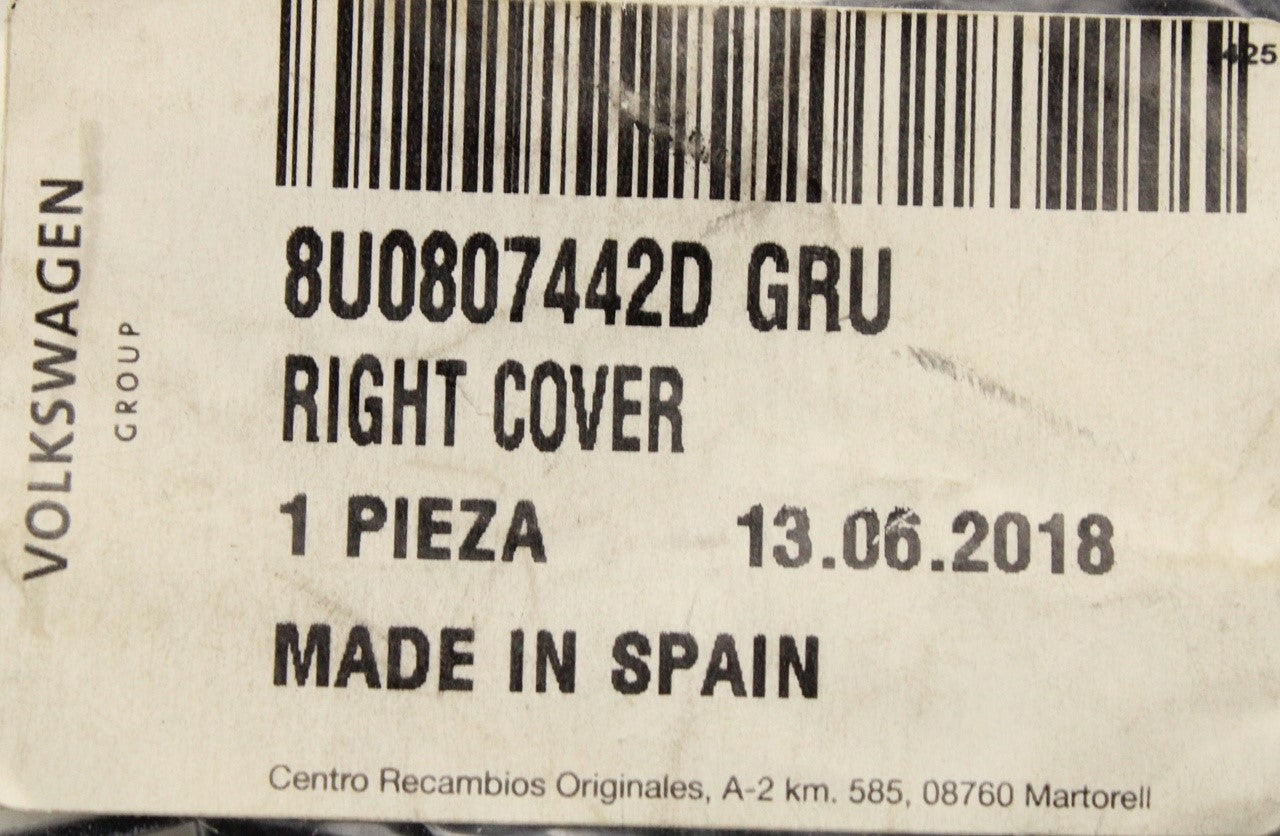 425
VOLKSWAGEN
GROUP
8U0807442D GRU
RIGHT COVER
1 PIEZA 13.06.2018
MADE IN SPAIN
Centro Recambios Originales, A-2 km. 585, 08760 Martorell